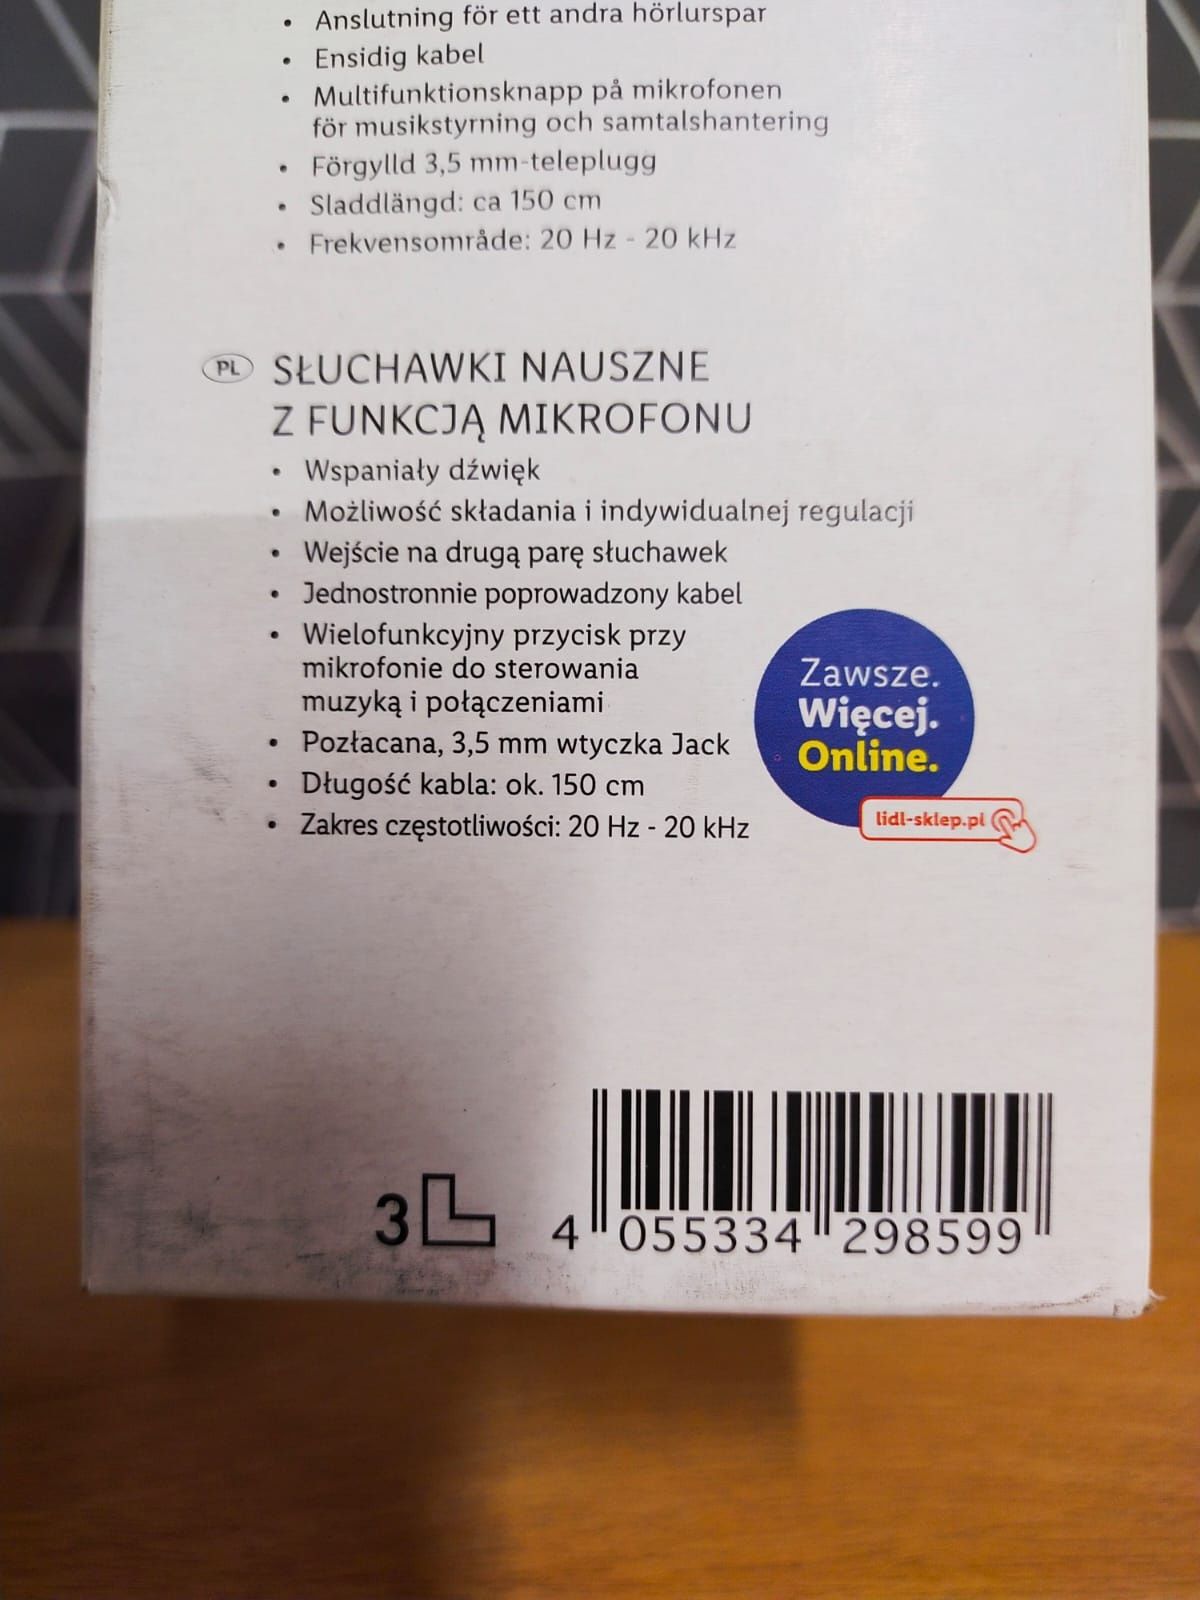 • Anslutning för ett andra hörlurspar
• Ensidig kabel
• Multifunktionsknapp på mikrofonen
för musikstyrning och samtalshantering
• Förgylld 3,5 mm-teleplugg
• Sladdlängd: ca 150 cm
• Frekvensområde: 20 Hz - 20 kHz
PL SŁUCHAWKI NAUSZNE
Z FUNKCJĄ MIKROFONU
• Wspaniały dźwięk
• Możliwość składania i indywidualnej regulacji
• Wejście na drugą parę słuchawek
• Jednostronnie poprowadzony kabel
• Wielofunkcyjny przycisk przy
mikrofonie do sterowania
muzyką i połączeniami
• Pozłacana, 3,5 mm wtyczka Jack
• Długość kabla: ok. 150 cm
• Zakres częstotliwości: 20 Hz - 20 kHz
Zawsze.
Więcej.
Online.
lidl-sklep.pl
3
4 055334 298599